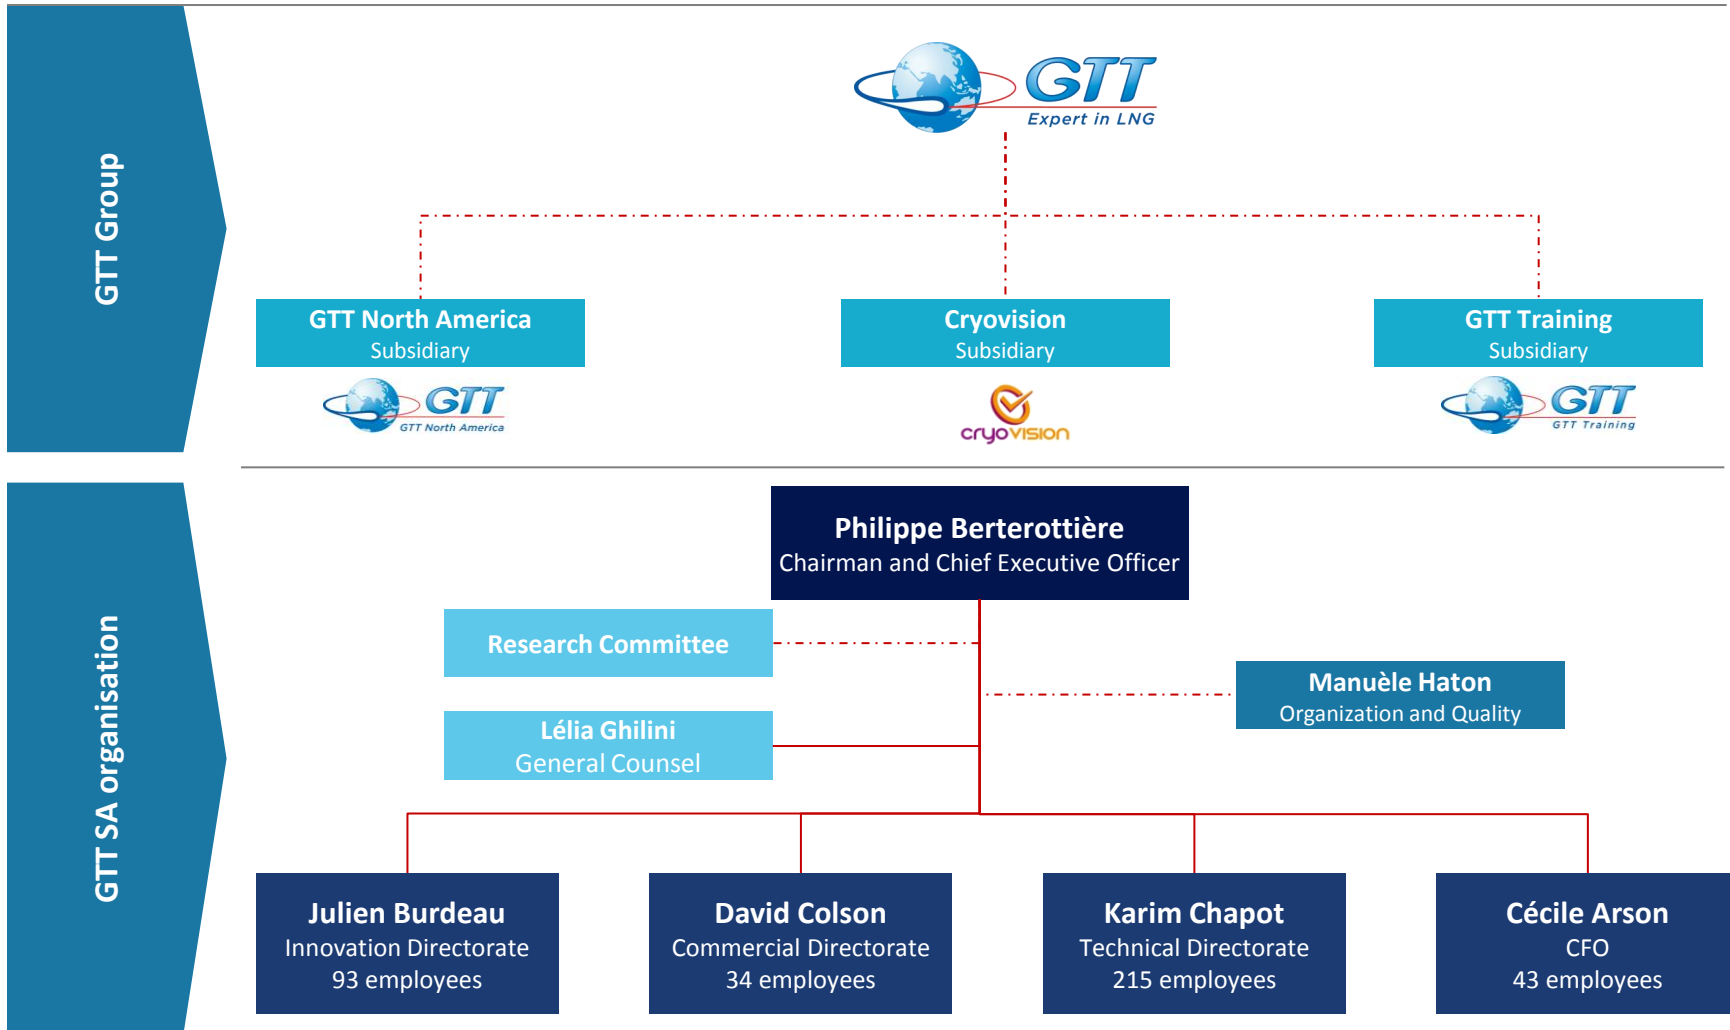 GTT Group
GTT
Expert in LNG
GTT North America
Subsidiary
Cryovision
Subsidiary
GTT Training
Subsidiary
GTT
GTT North America
cryovision
GTT
GTT Training
GTT SA organisation
Philippe Berterottière
Chairman and Chief Executive Officer
Research Committee
Manuèle Haton
Organization and Quality
Lélia Ghilini
General Counsel
Julien Burdeau
Innovation Directorate
93 employees
David Colson
Commercial Directorate
34 employees
Karim Chapot
Technical Directorate
215 employees
Cécile Arson
CFO
43 employees